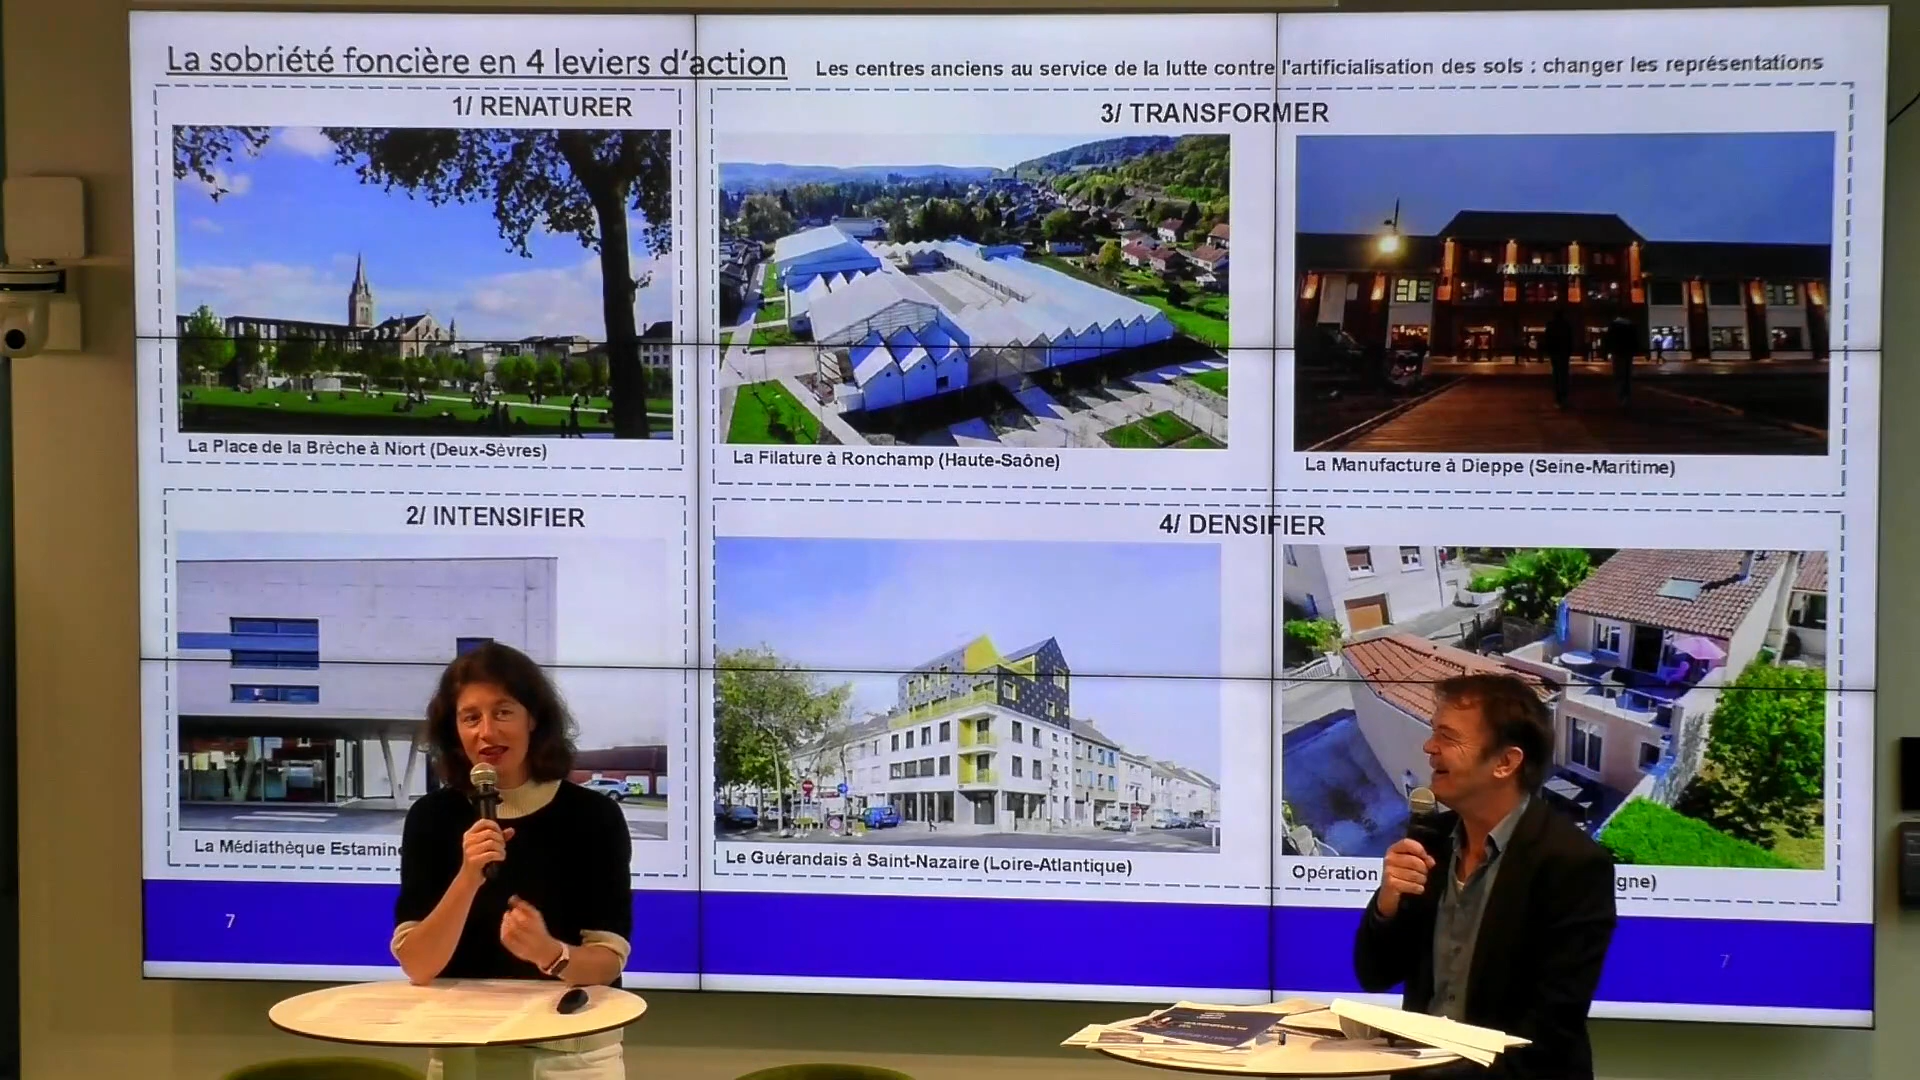 La sobriété foncière en 4 leviers d'action
Les centres anciens au service de la lutte contre l'artificialisation des sols : changer les représentations
1/ RENATURER
La Place de la Brèche à Niort (Deux-Sèvres)
3/ TRANSFORMER
MANUFACTURE
La Filature à Ronchamp (Haute-Saône)
La Manufacture à Dieppe (Seine-Maritime)
2/ INTENSIFIER
La Médiathèque Estamine
4/ DENSIFIER
Le Guérandais à Saint-Nazaire (Loire-Atlantique)
Opération
gne)
7
7